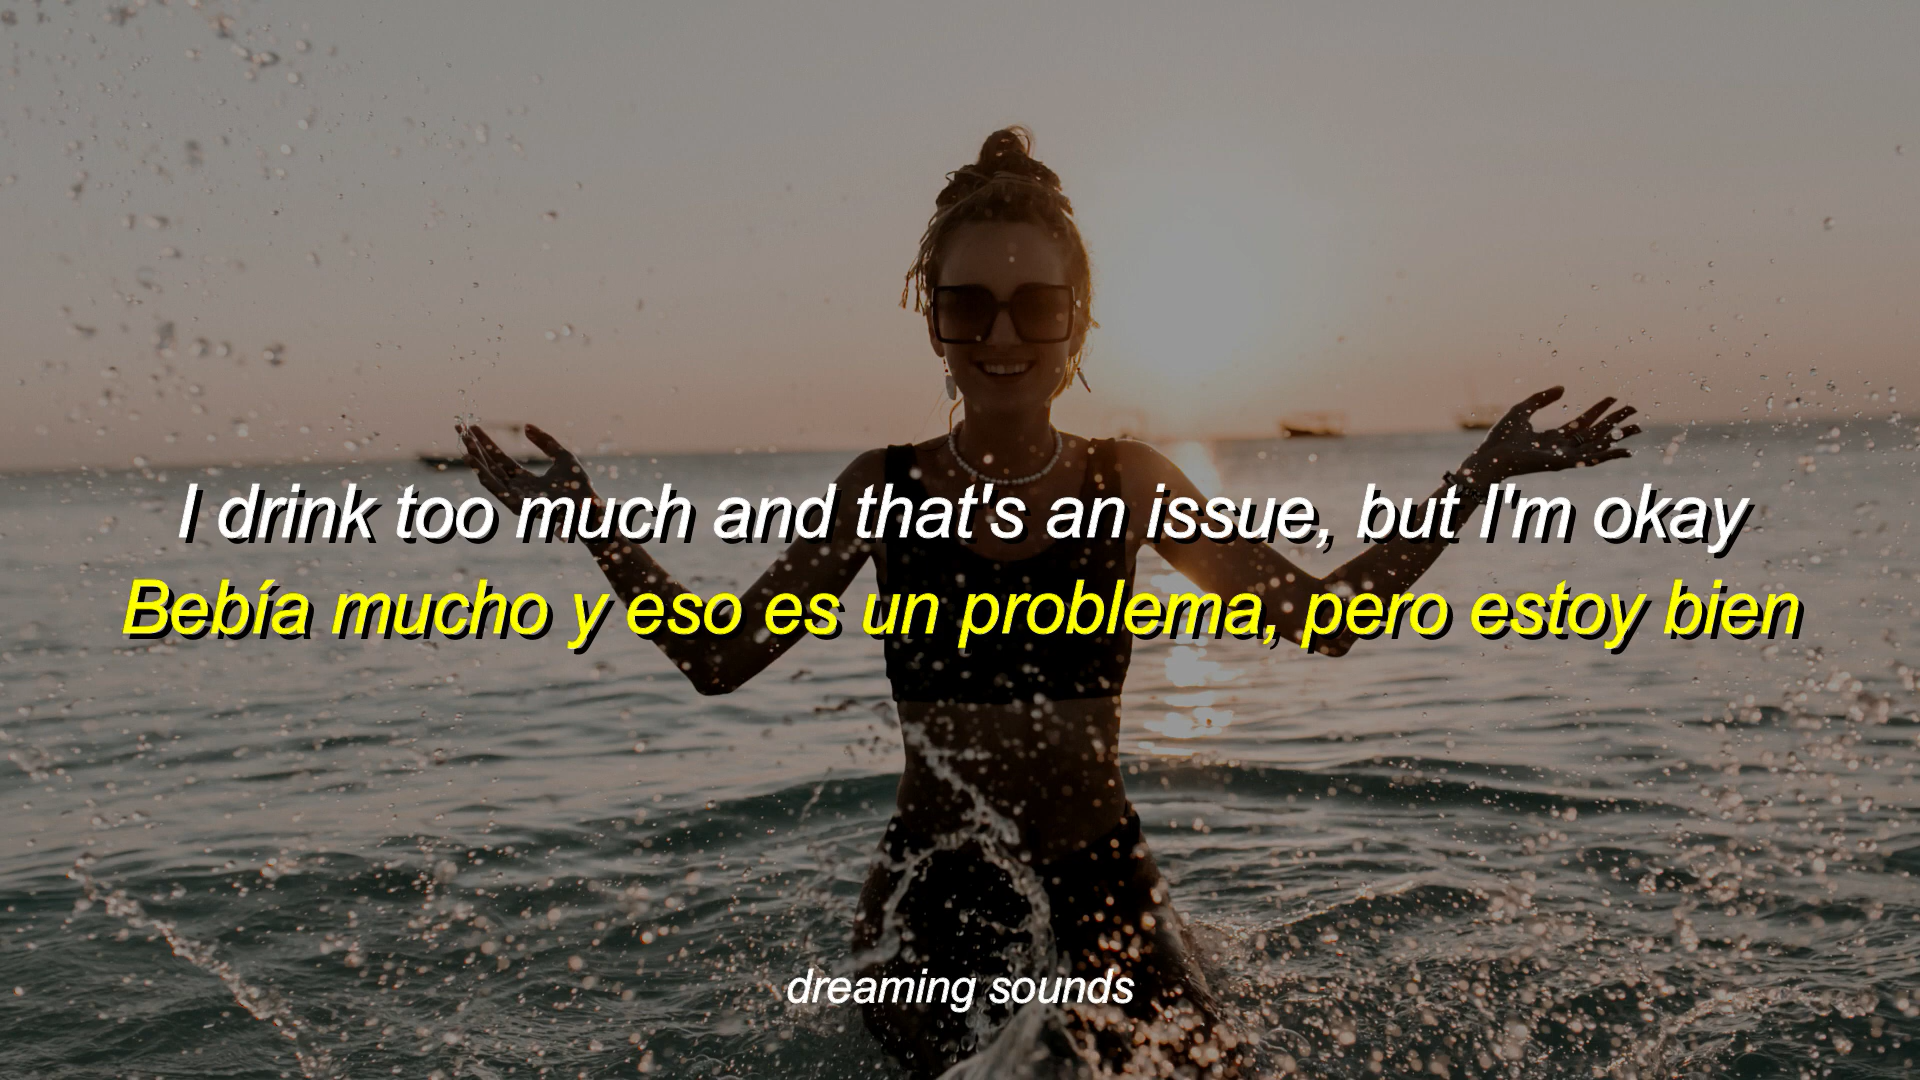 I drink too much and that's an issue, but I'm okay
Bebía mucho y eso es un problema, pero estoy bien
dreaming sounds